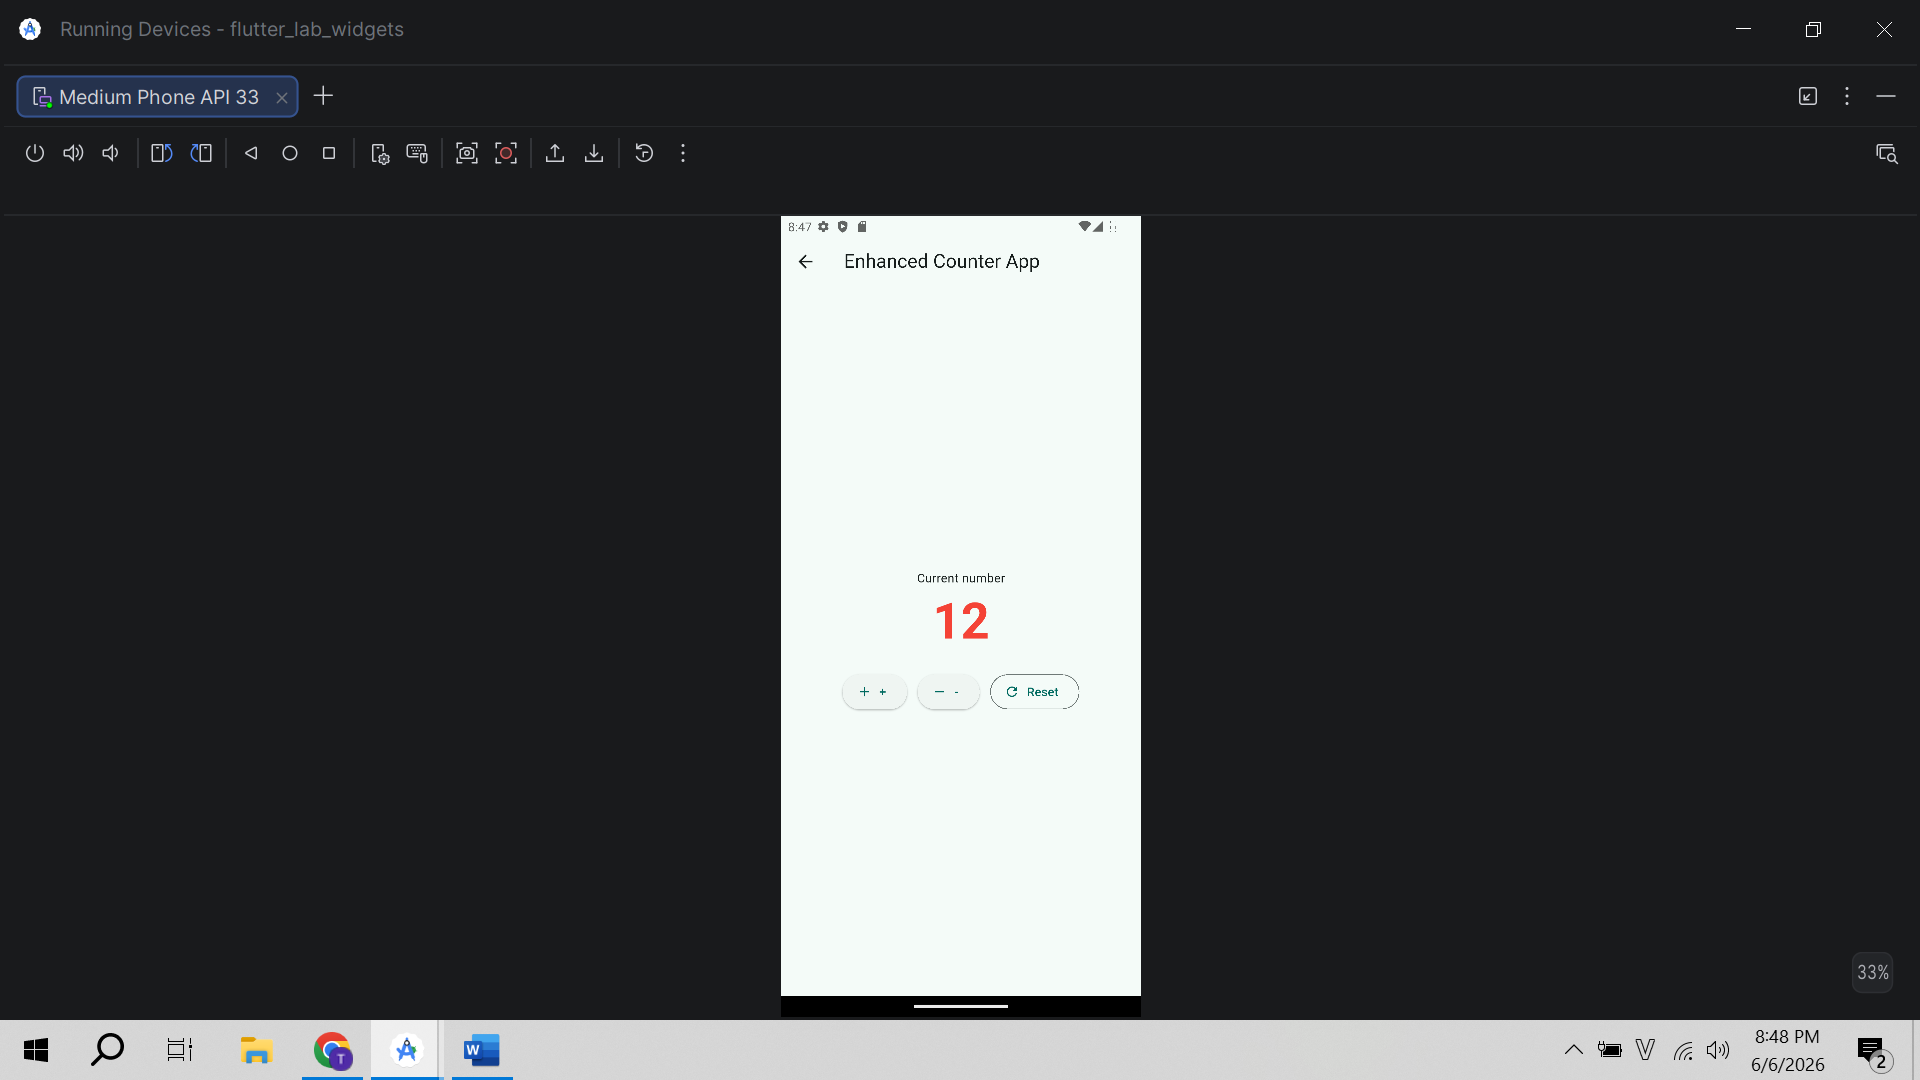 Running Devices - flutter_lab_widgets
Medium Phone API 33
8:47
Enhanced Counter App
Current number
12
+ -
Reset
33%
T
W
8:48 PM
6/6/2026
2